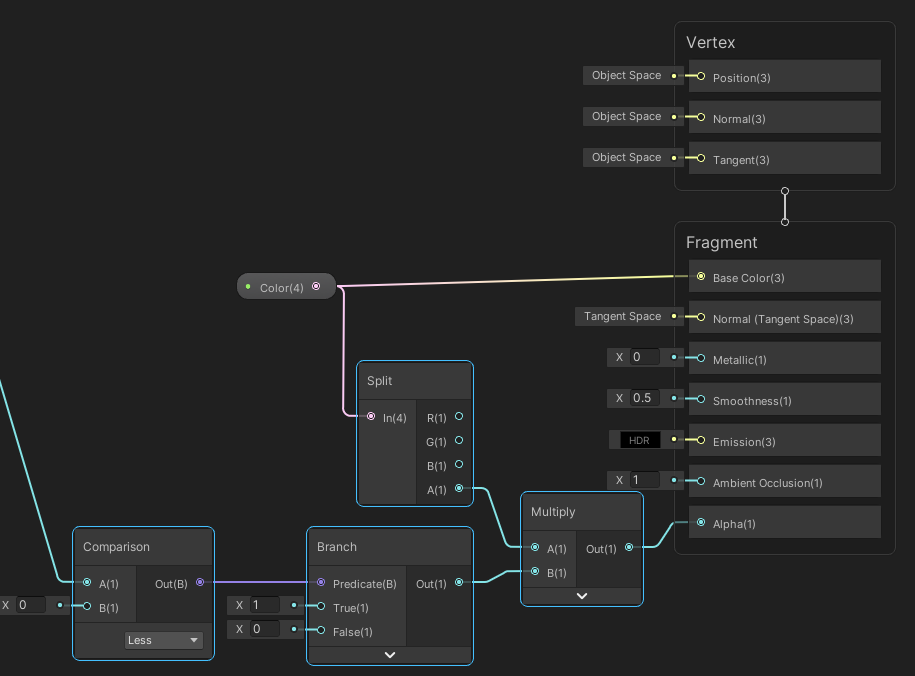 Vertex
Object Space Position(3)
Object Space Normal(3)
Object Space Tangent(3)
Fragment
Color(4) Base Color(3)
Tangent Space Normal (Tangent Space)(3)
X 0 Metallic(1)
X 0.5 Smoothness(1)
HDR Emission(3)
X 1 Ambient Occlusion(1)
Alpha(1)
Split
In(4) R(1)
G(1)
B(1)
A(1)
Multiply
A(1) Out(1)
B(1)
Comparison
A(1) Out(B)
X 0 B(1)
Less
Branch
Predicate(B) Out(1)
X 1 True(1)
X 0 False(1)